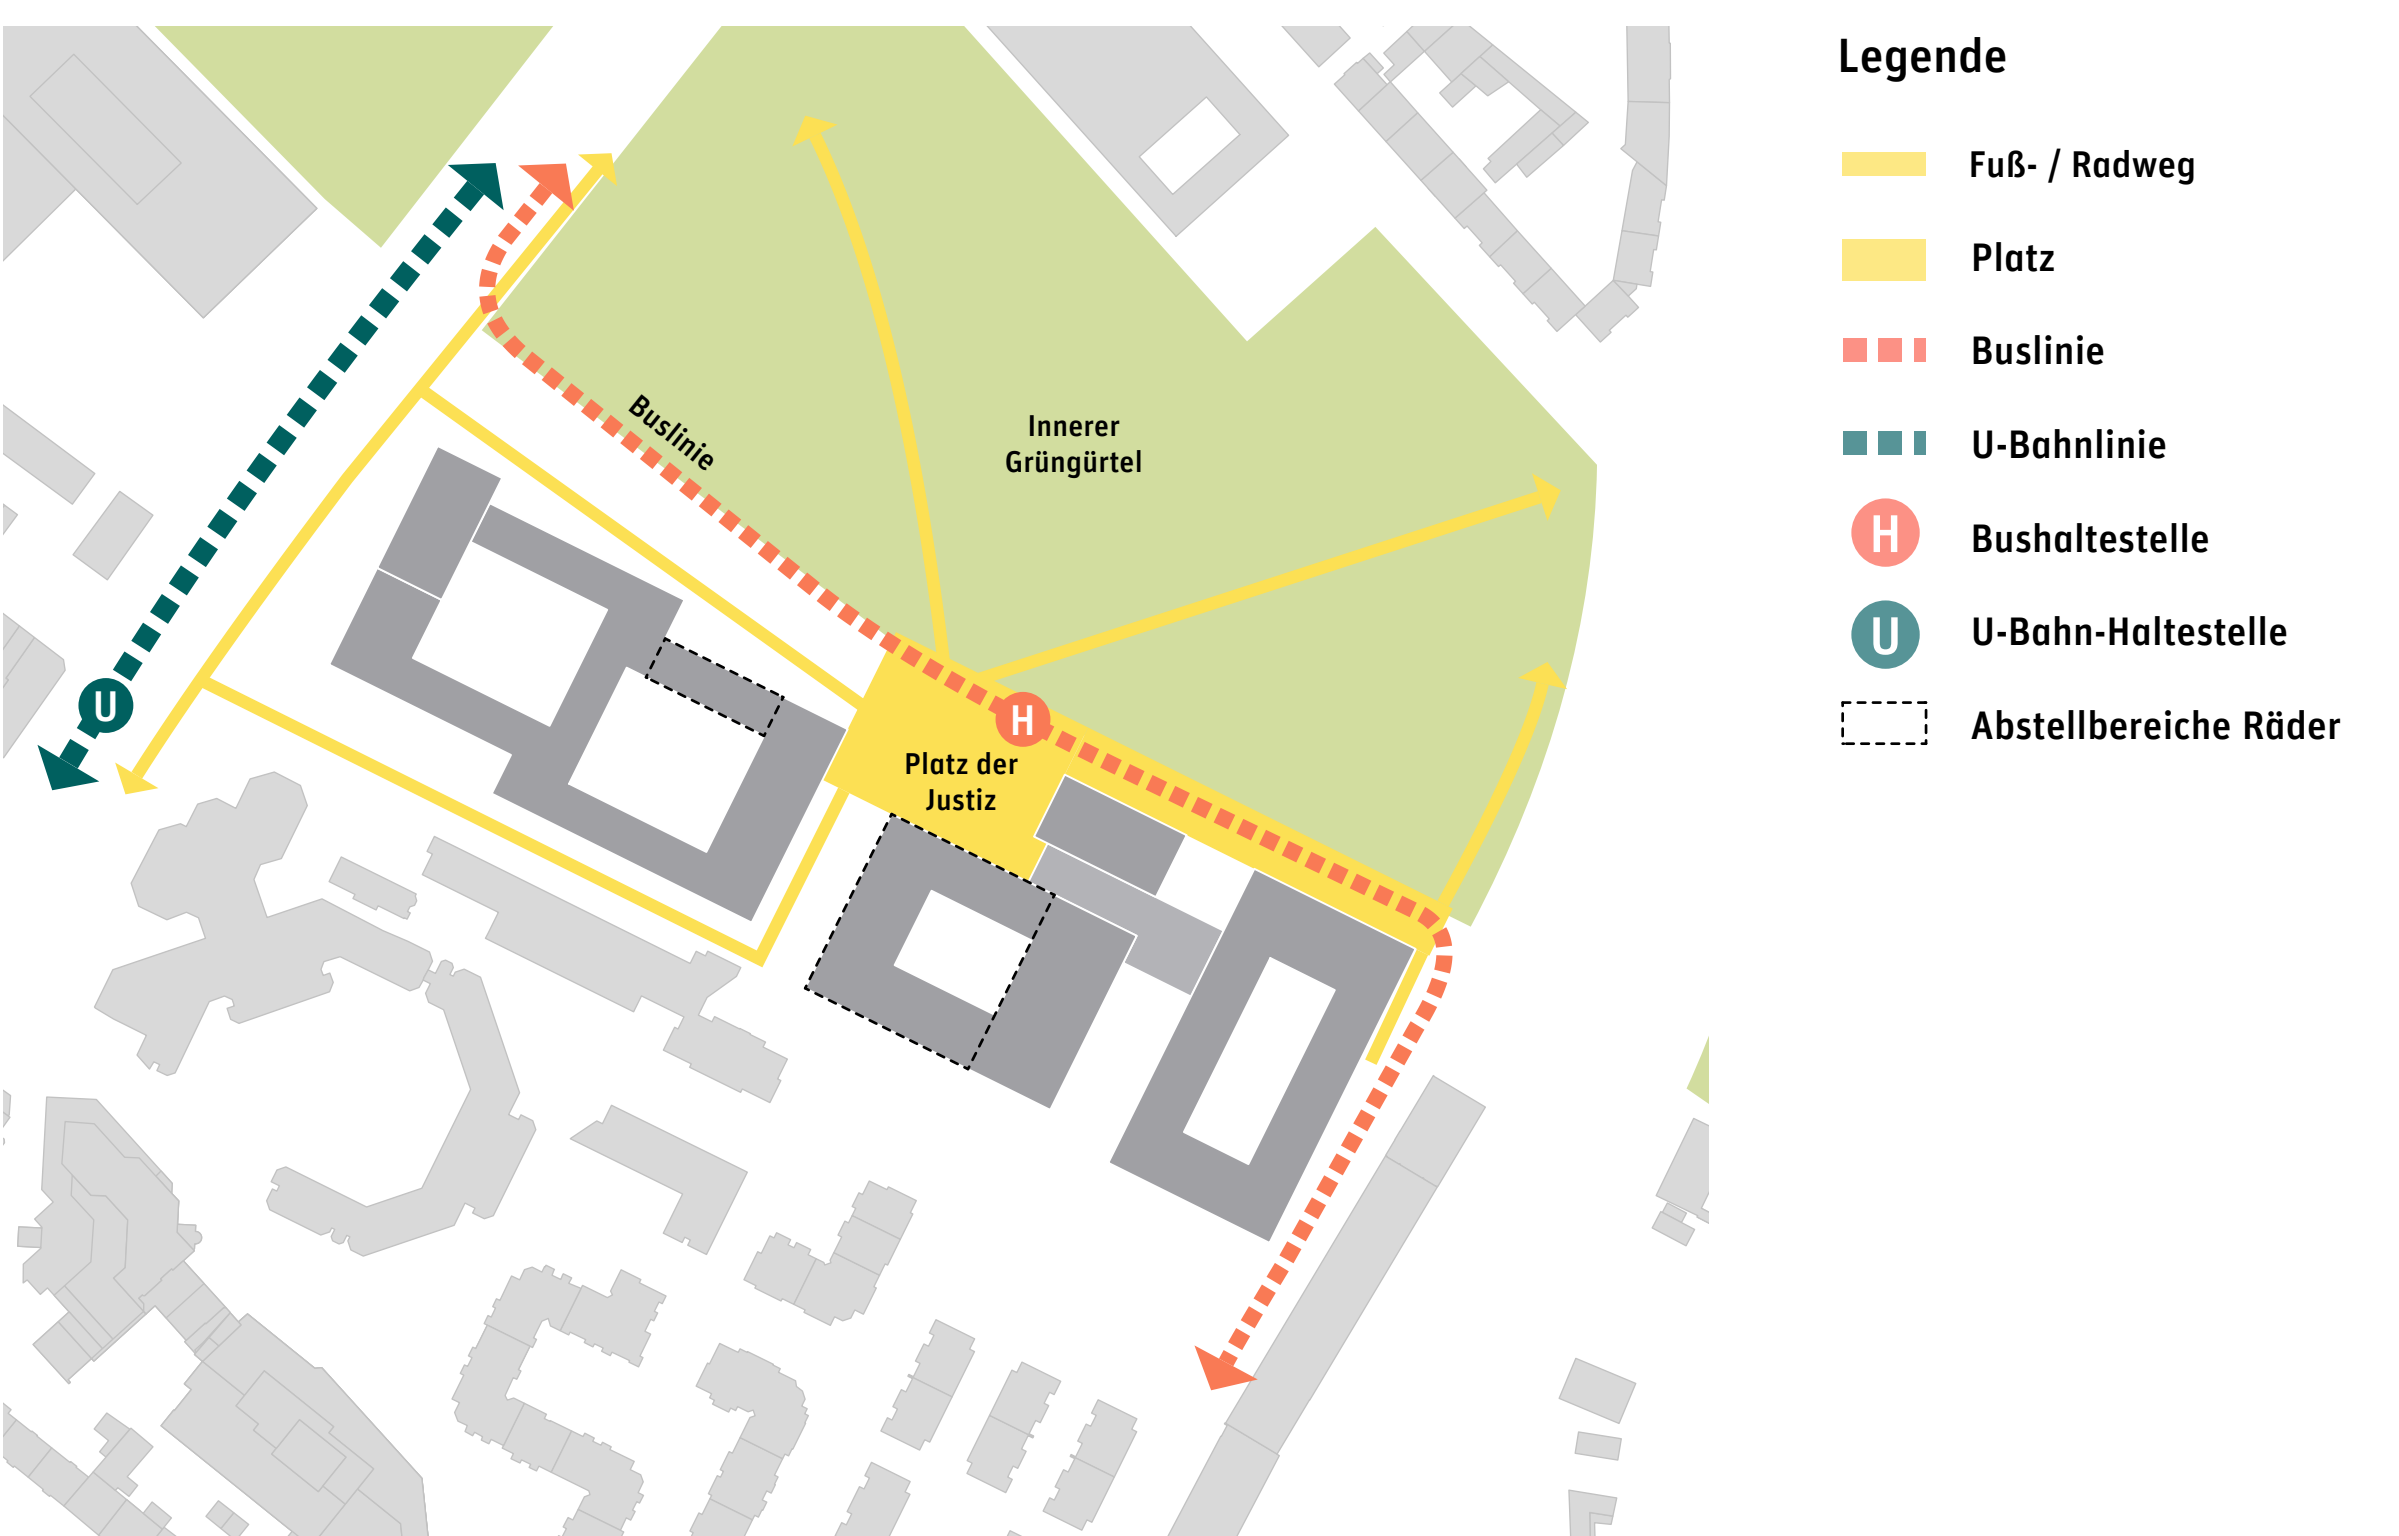 Buslinie
Innerer
Grüngürtel
U
H
Platz der
Justiz
Legende
Fuß- / Radweg
Platz
Buslinie
U-Bahnlinie
H Bushaltestelle
U U-Bahn-Haltestelle
Abstellbereiche Räder